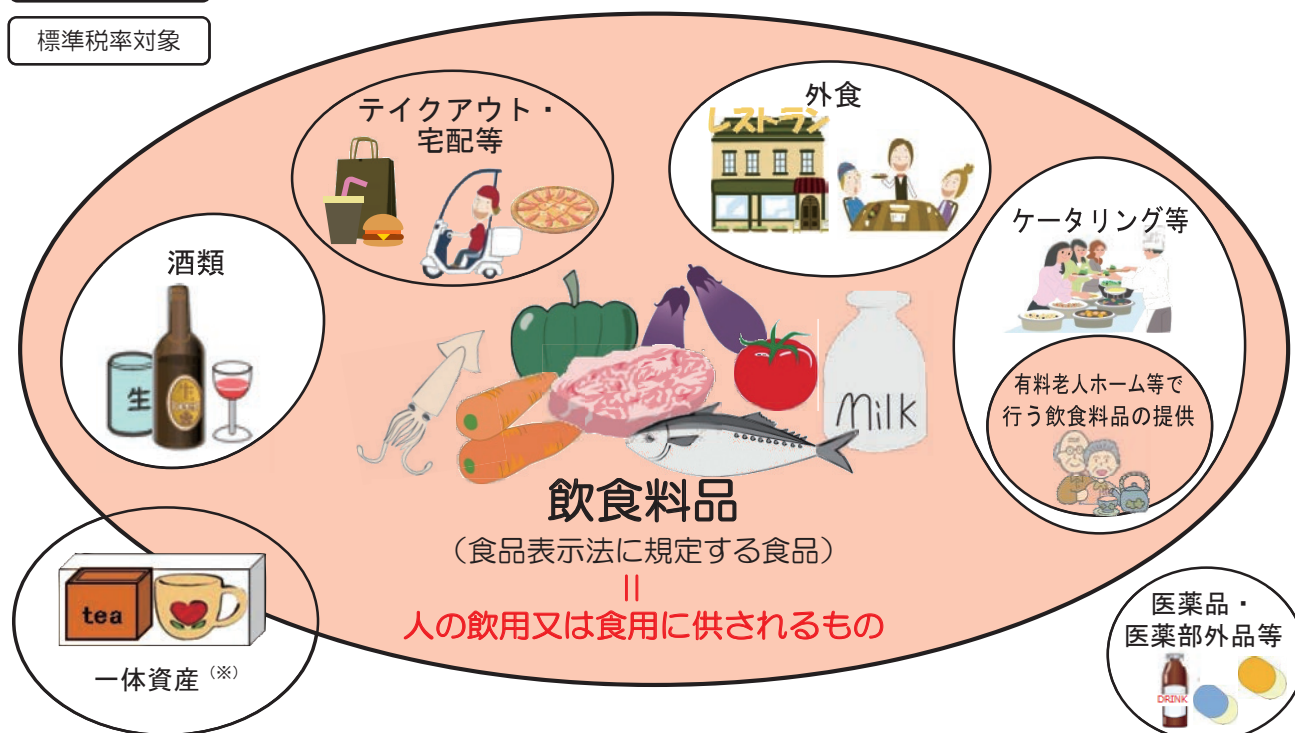 標準税率対象
テイクアウト・
宅配等
外食
レストラン
酒類
生
ケータリング等
有料老人ホーム等で
行う飲食料品の提供
Milk
飲食料品
(食品表示法に規定する食品)
||
人の飲用又は食用に供されるもの
tea
一体資産(※)
医薬品・
医薬部外品等
DRINK